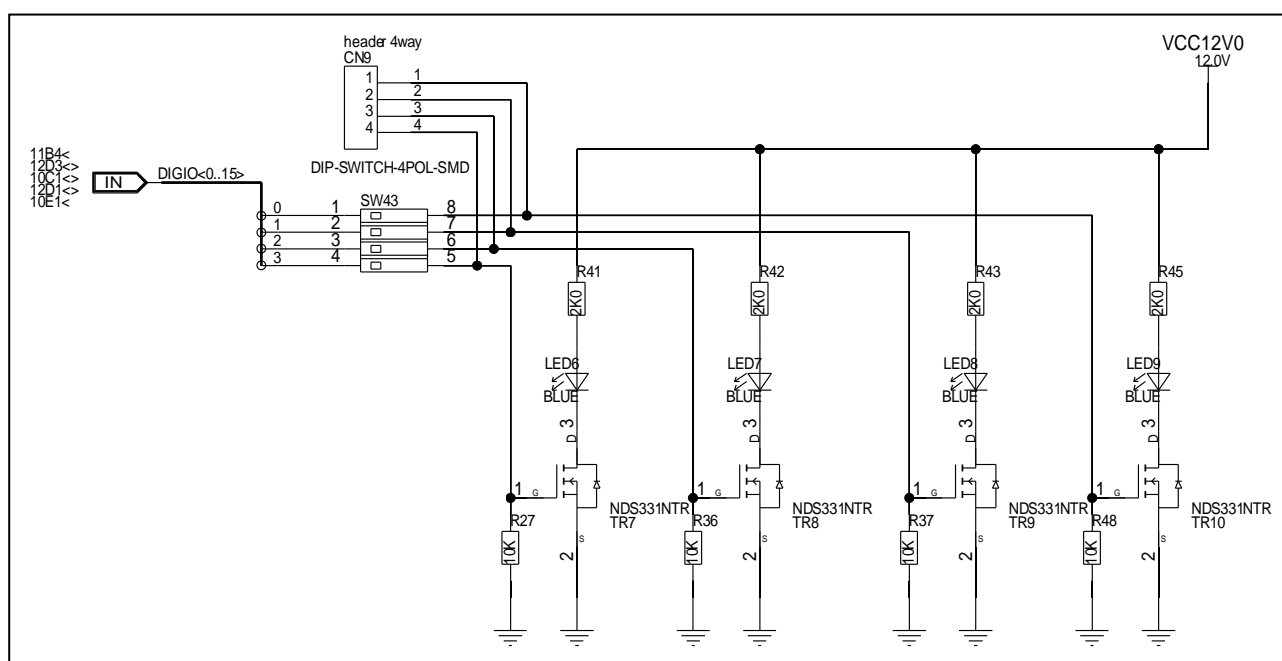 header 4way
CN9
VCC12V0
12.0V
1 1
2 2
3 3
4 4
11B4<
12D3<>
10C1<>
12D1<>
10E1<
IN
DIGIO<0..15>
DIP-SWITCH-4POL-SMD
SW43
0 1 8
1 2 7
2 3 6
3 4 5
R41 R42 R43 R45
2K0 2K0 2K0 2K0
LED6 LED7 LED8 LED9
BLUE BLUE BLUE BLUE
3 3 3 3
D D D D
1 G 1 G 1 G 1 G
NDS331NTR NDS331NTR NDS331NTR NDS331NTR
TR7 TR8 TR9 TR10
R27 R36 R37 R48
10K 10K 10K 10K
S S S S
2 2 2 2